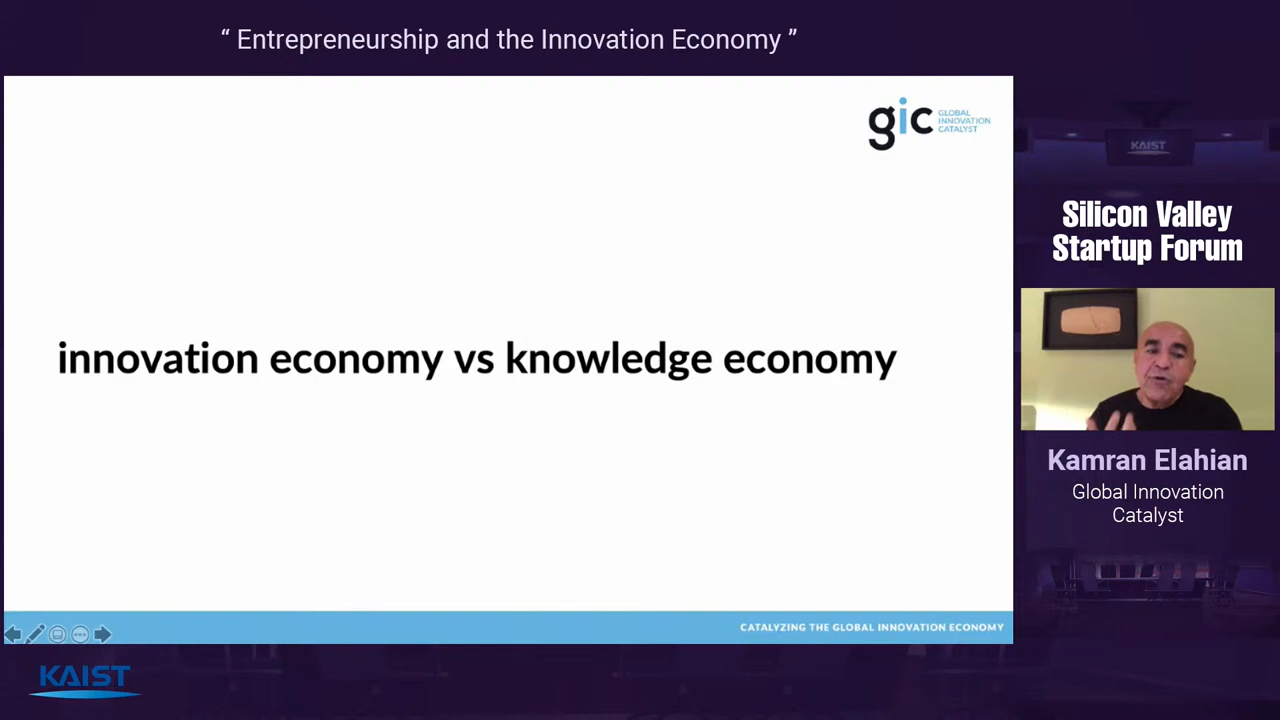 “ Entrepreneurship and the Innovation Economy ”
gic
GLOBAL
INNOVATION
CATALYST
innovation economy vs knowledge economy
CATALYZING THE GLOBAL INNOVATION ECONOMY
KAIST
KAIST
Silicon Valley
Startup Forum
Kamran Elahian
Global Innovation
Catalyst